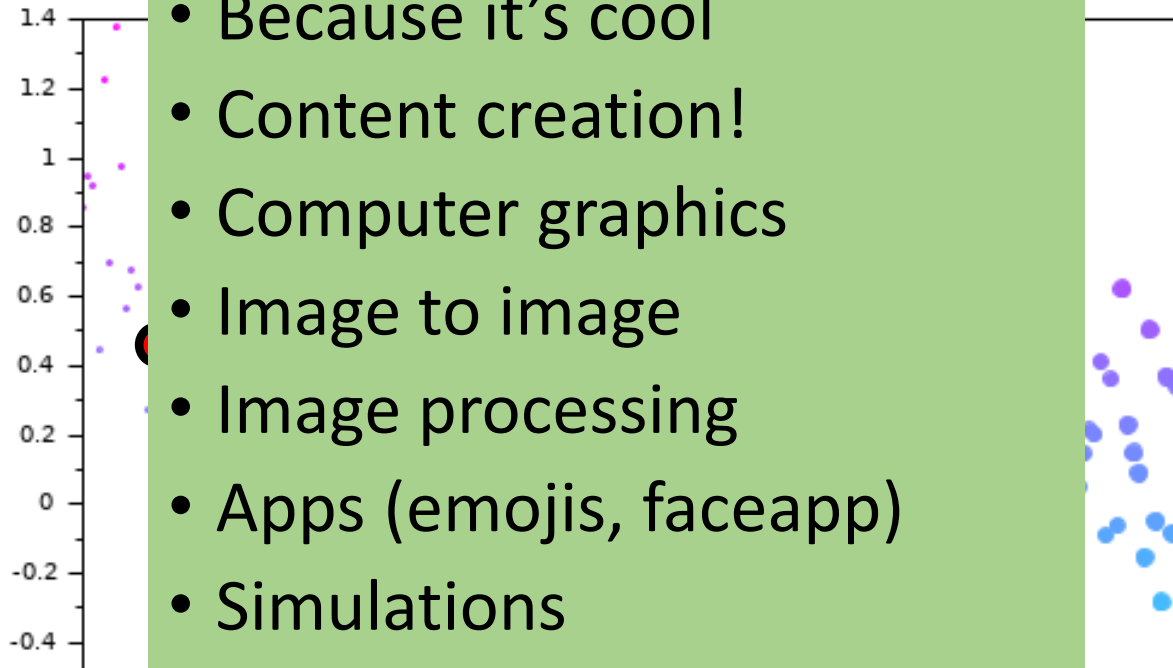 1.4
1.2
1
0.8
0.6
0.4
0.2
0
-0.2
-0.4
• Because it’s cool
• Content creation!
• Computer graphics
• Image to image
• Image processing
• Apps (emojis, faceapp)
• Simulations